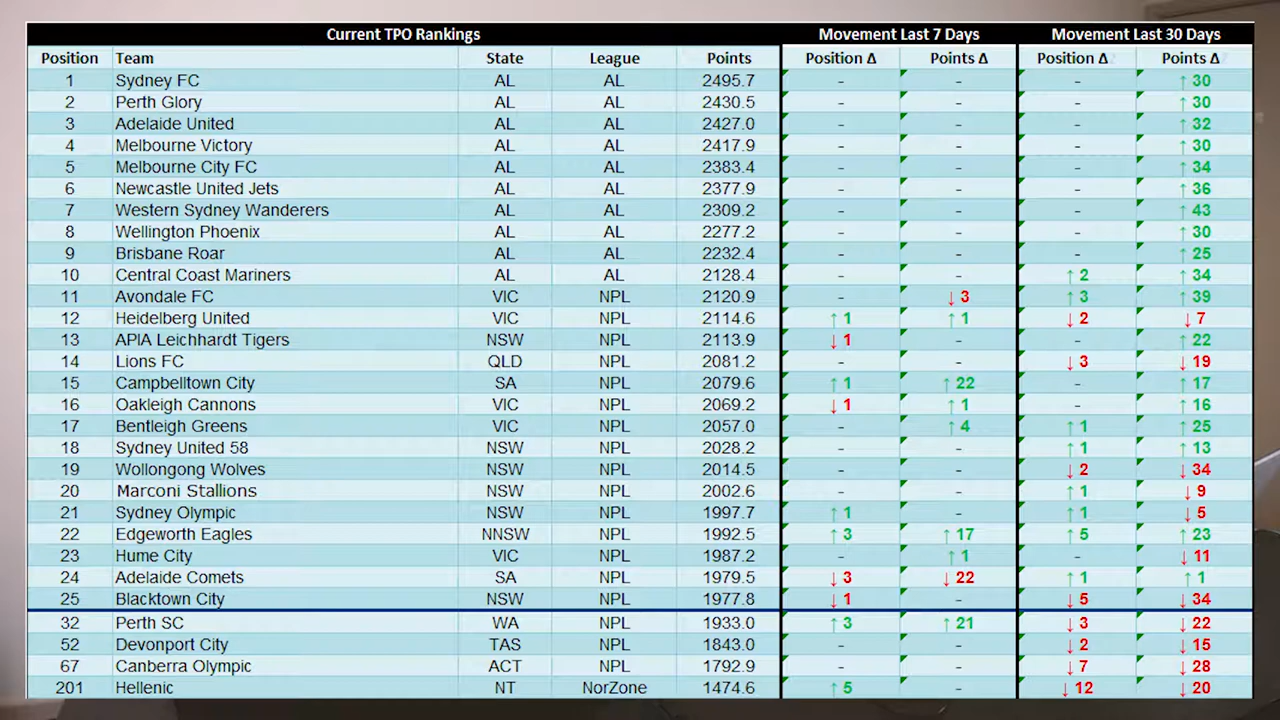 Current TPO Rankings Movement Last 7 Days Movement Last 30 Days
Position Team State League Points Position Δ Points Δ Position Δ Points Δ
1 Sydney FC AL AL 2495.7 - - - ↑ 30
2 Perth Glory AL AL 2430.5 - - - ↑ 30
3 Adelaide United AL AL 2427.0 - - - ↑ 32
4 Melbourne Victory AL AL 2417.9 - - - ↑ 30
5 Melbourne City FC AL AL 2383.4 - - - ↑ 34
6 Newcastle United Jets AL AL 2377.9 - - - ↑ 36
7 Western Sydney Wanderers AL AL 2309.2 - - - ↑ 43
8 Wellington Phoenix AL AL 2277.2 - - - ↑ 30
9 Brisbane Roar AL AL 2232.4 - - - ↑ 25
10 Central Coast Mariners AL AL 2128.4 - - ↑ 2 ↑ 34
11 Avondale FC VIC NPL 2120.9 - ↓ 3 ↑ 3 ↑ 39
12 Heidelberg United VIC NPL 2114.6 ↑ 1 ↑ 1 ↓ 2 ↓ 7
13 APIA Leichhardt Tigers NSW NPL 2113.9 ↓ 1 - - ↑ 22
14 Lions FC QLD NPL 2081.2 - - ↓ 3 ↓ 19
15 Campbelltown City SA NPL 2079.6 ↑ 1 ↑ 22 - ↑ 17
16 Oakleigh Cannons VIC NPL 2069.2 ↓ 1 ↑ 1 - ↑ 16
17 Bentleigh Greens VIC NPL 2057.0 - ↑ 4 ↑ 1 ↑ 25
18 Sydney United 58 NSW NPL 2028.2 - - ↑ 1 ↑ 13
19 Wollongong Wolves NSW NPL 2014.5 - - ↓ 2 ↓ 34
20 Marconi Stallions NSW NPL 2002.6 - - ↑ 1 ↓ 9
21 Sydney Olympic NSW NPL 1997.7 ↑ 1 - ↑ 1 ↓ 5
22 Edgeworth Eagles NNSW NPL 1992.5 ↑ 3 ↑ 17 ↑ 5 ↑ 23
23 Hume City VIC NPL 1987.2 - ↑ 1 - ↓ 11
24 Adelaide Comets SA NPL 1979.5 ↓ 3 ↓ 22 ↑ 1 ↑ 1
25 Blacktown City NSW NPL 1977.8 ↓ 1 - ↓ 5 ↓ 34
32 Perth SC WA NPL 1933.0 ↑ 3 ↑ 21 ↓ 3 ↓ 22
52 Devonport City TAS NPL 1843.0 - - ↓ 2 ↓ 15
67 Canberra Olympic ACT NPL 1792.9 - - ↓ 7 ↓ 28
201 Hellenic NT NorZone 1474.6 ↑ 5 - ↓ 12 ↓ 20